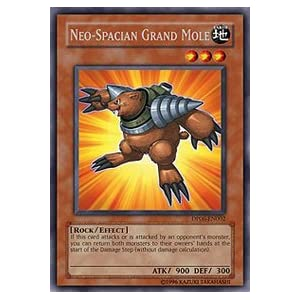 NEO-SPACIAN GRAND MOLE 地
DP06-EN002
[ROCK/EFFECT]
If this card attacks or is attacked by an opponent's monster,
you can return both monsters to their owners' hands at the
start of the Damage Step (without damage calculation).
ATK/ 900 DEF/ 300
©1996 KAZUKI TAKAHASHI